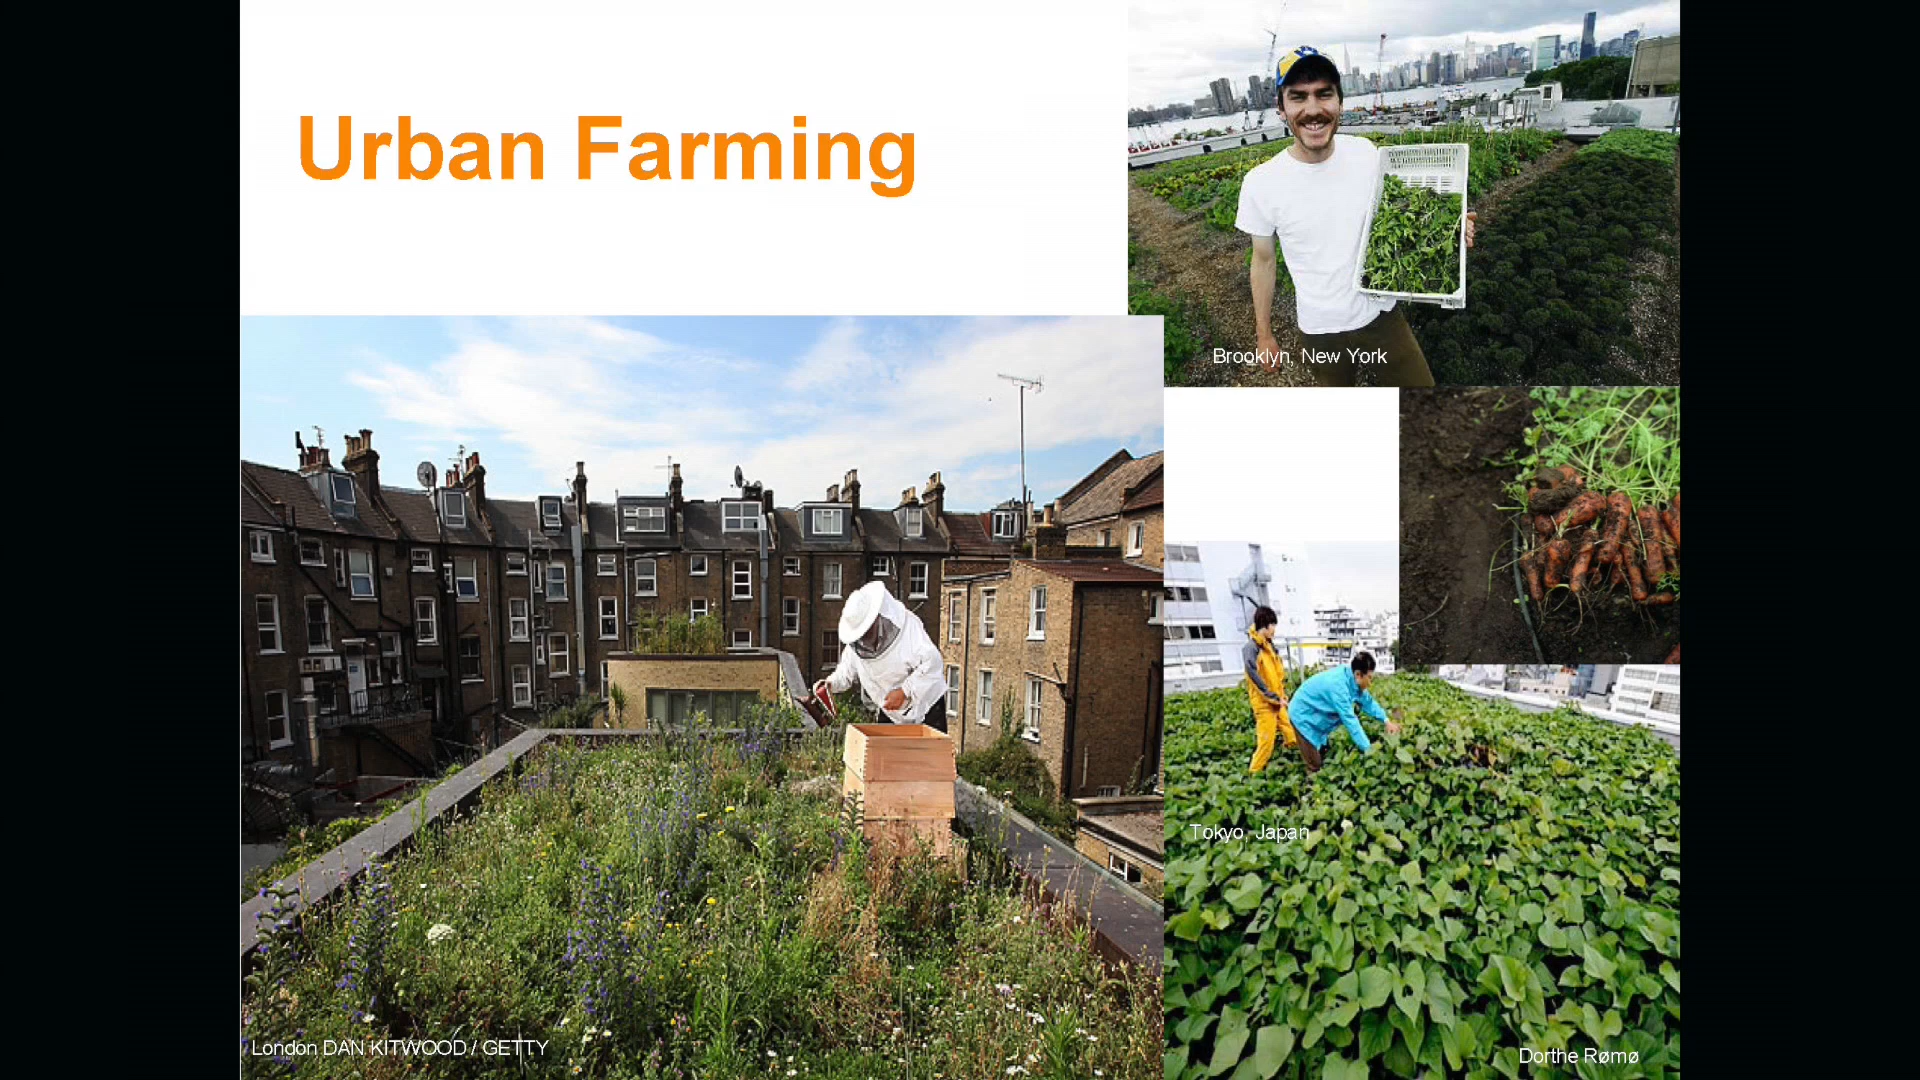 Urban Farming
Brooklyn, New York
Tokyo, Japan
London DAN KITWOOD / GETTY
Dorthe Rømø